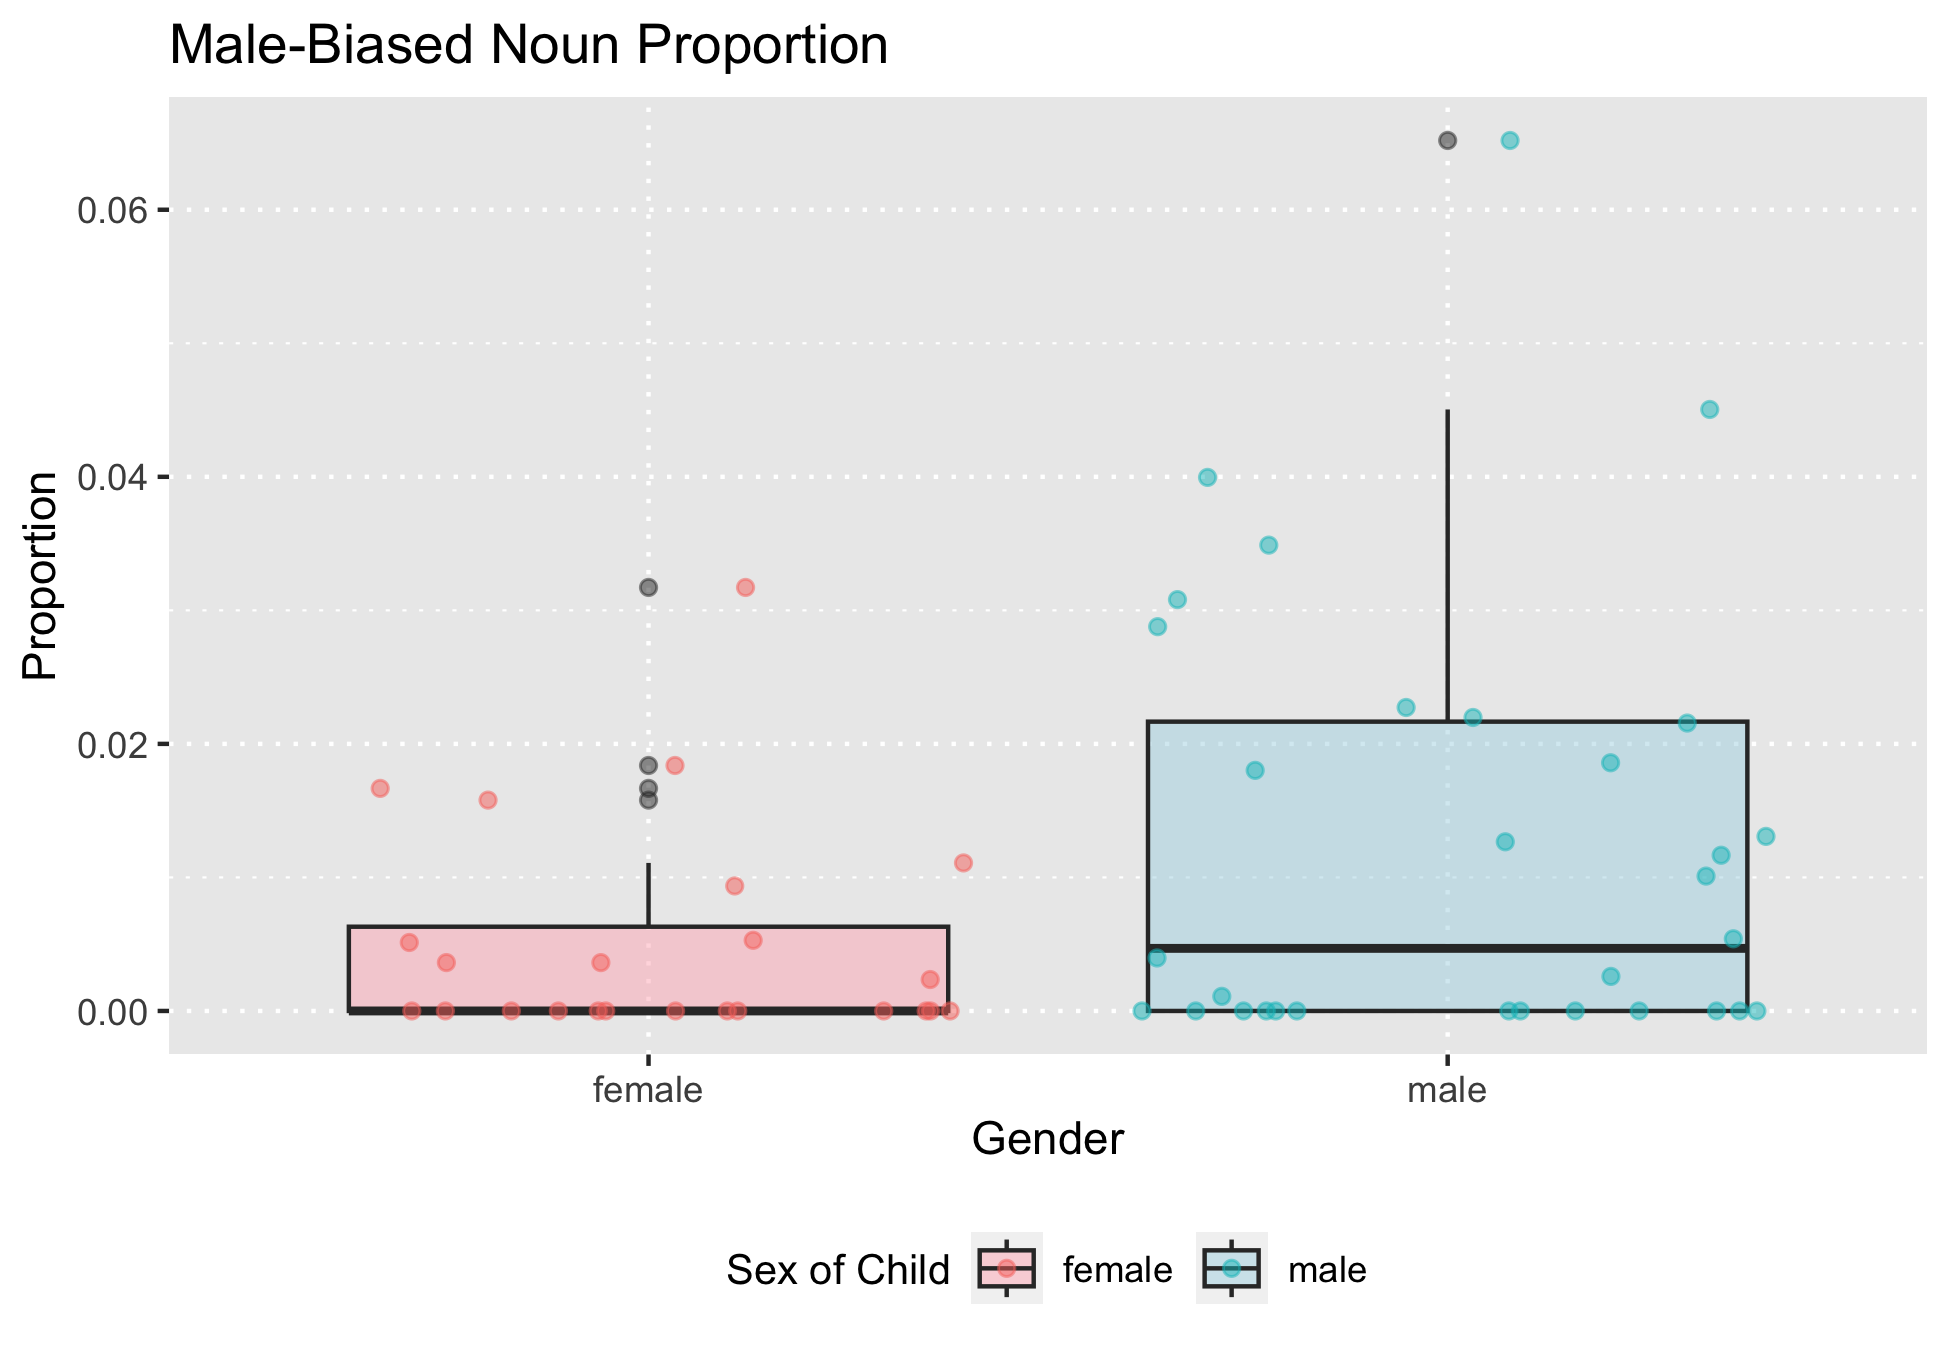 Male-Biased Noun Proportion
Proportion
0.06
0.04
0.02
0.00
female male
Gender
Sex of Child female male